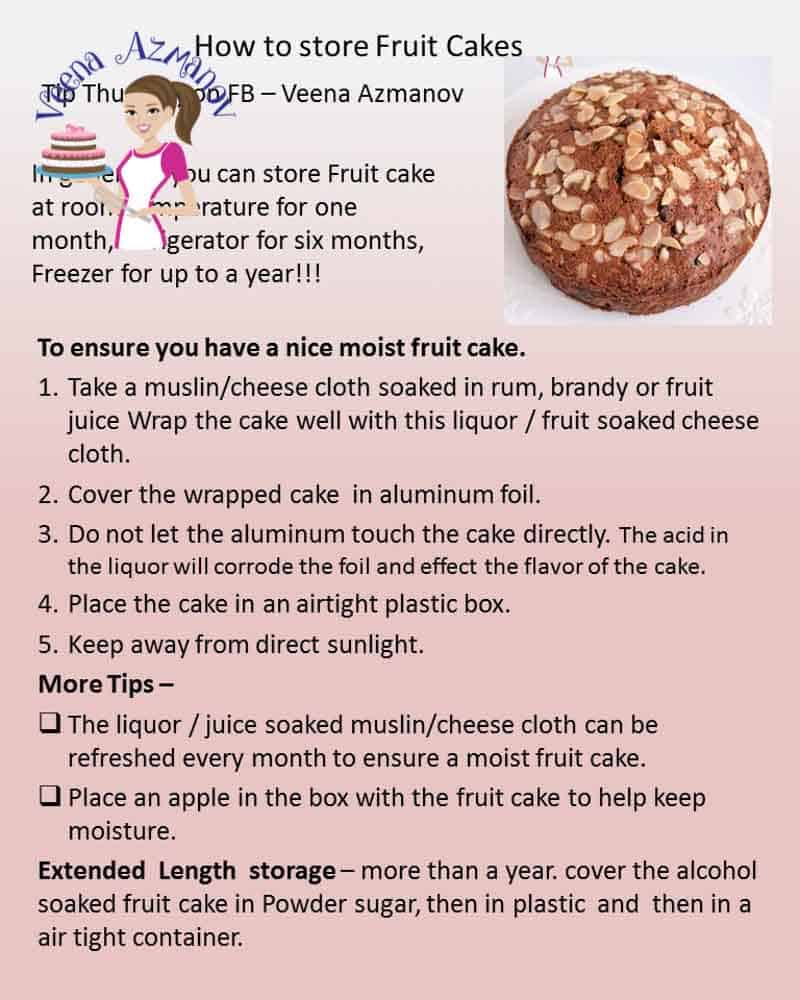 How to store Fruit Cakes
Veena Azmanov
Tip Thu on FB – Veena Azmanov
In you can store Fruit cake
at for one
month, for six months,
Freezer for up to a year!!!
To ensure you have a nice moist fruit cake.
1. Take a muslin/cheese cloth soaked in rum, brandy or fruit
juice Wrap the cake well with this liquor / fruit soaked cheese
cloth.
2. Cover the wrapped cake in aluminum foil.
3. Do not let the aluminum touch the cake directly. The acid in
the liquor will corrode the foil and effect the flavor of the cake.
4. Place the cake in an airtight plastic box.
5. Keep away from direct sunlight.
More Tips –
❑ The liquor / juice soaked muslin/cheese cloth can be
refreshed every month to ensure a moist fruit cake.
❑ Place an apple in the box with the fruit cake to help keep
moisture.
Extended Length storage – more than a year. cover the alcohol
soaked fruit cake in Powder sugar, then in plastic and then in a
air tight container.